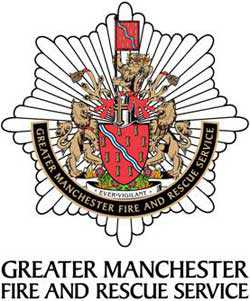 EVER VIGILANT
GREATER MANCHESTER FIRE AND RESCUE SERVICE
GREATER MANCHESTER
FIRE AND RESCUE SERVICE